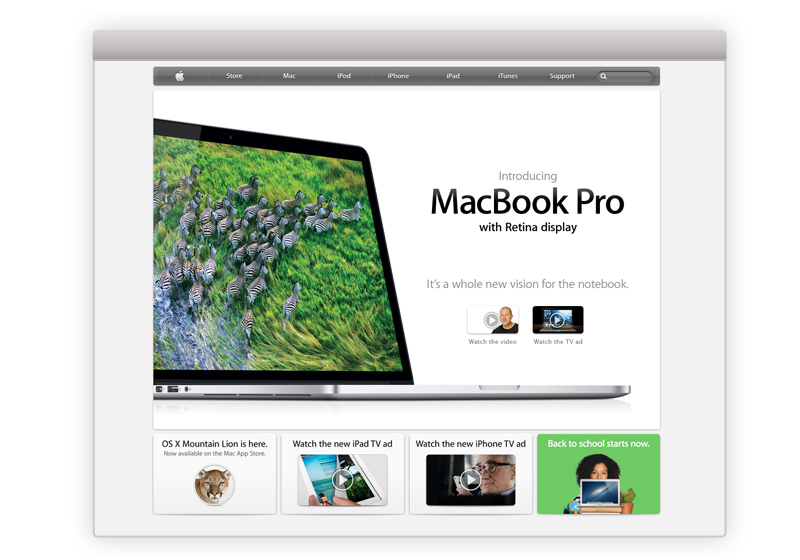 Store Mac iPod iPhone iPad iTunes Support
Introducing
MacBook Pro
with Retina display
It's a whole new vision for the notebook.
Watch the video Watch the TV ad
OS X Mountain Lion is here.
Now available on the Mac App Store.
Watch the new iPad TV ad
Watch the new iPhone TV ad
Back to school starts now.